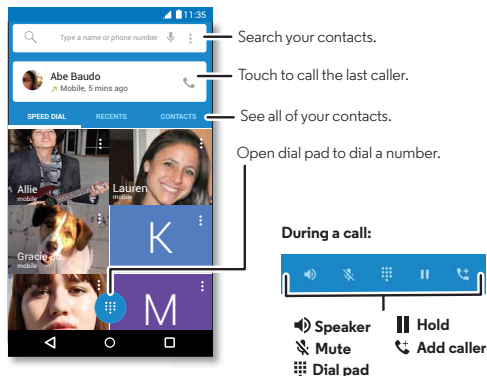 11:35
Type a name or phone number
Abe Baudo
Mobile, 5 mins ago
SPEED DIAL RECENTS CONTACTS
Allie
mobile
Lauren
mobile
Gracie
mobile
K
M
Search your contacts.
Touch to call the last caller.
See all of your contacts.
Open dial pad to dial a number.
During a call:
Speaker
Mute
Dial pad
Hold
Add caller